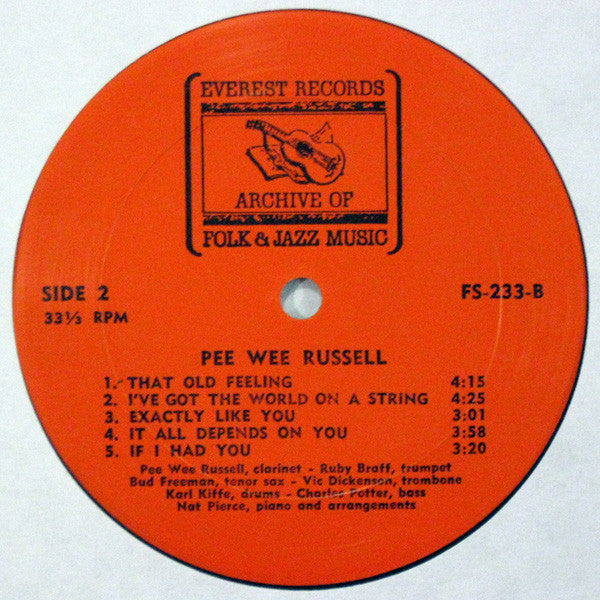 EVEREST RECORDS
ARCHIVE OF
FOLK & JAZZ MUSIC
SIDE 2
33⅓ RPM
FS-233-B
PEE WEE RUSSELL
1. THAT OLD FEELING 4:15
2. I'VE GOT THE WORLD ON A STRING 4:25
3. EXACTLY LIKE YOU 3:01
4. IT ALL DEPENDS ON YOU 3:58
5. IF I HAD YOU 3:20
Pee Wee Russell, clarinet - Ruby Braff, trumpet
Bud Freeman, tenor sax - Vic Dickenson, trombone
Karl Kiffe, drums - Charles Potter, bass
Nat Pierce, piano and arrangements